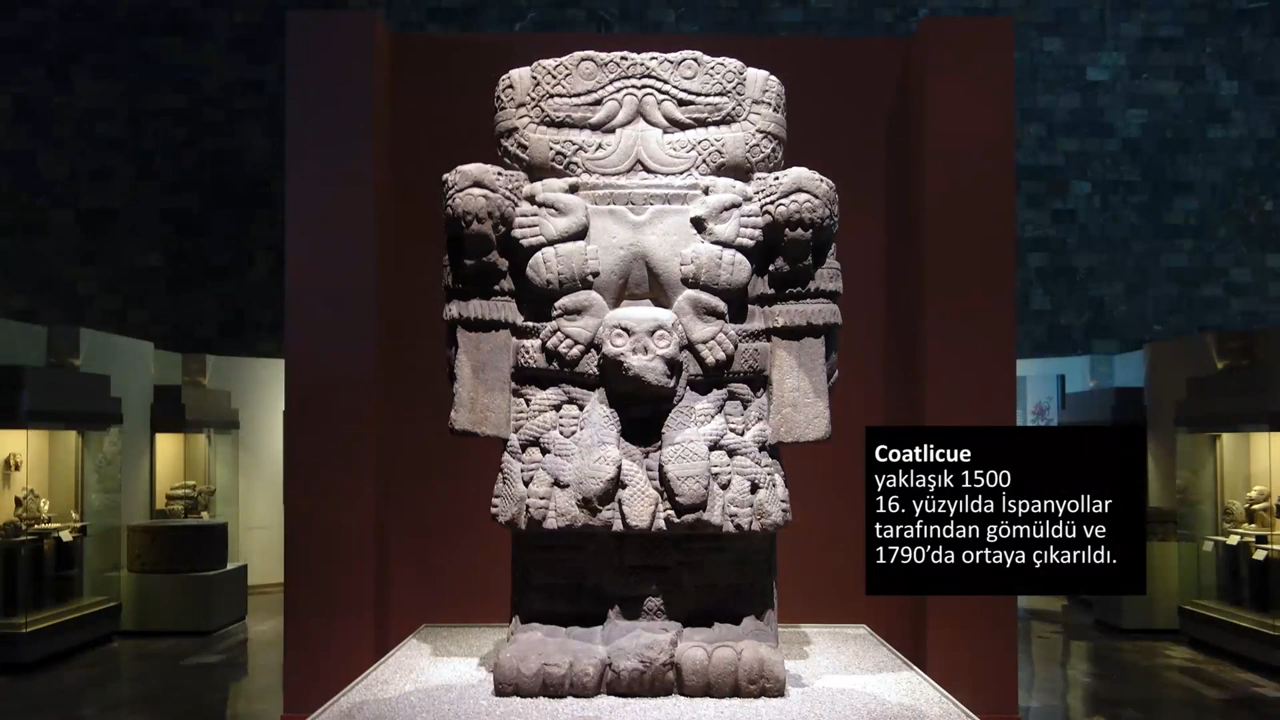 Coatlicue
yaklaşık 1500
16. yüzyılda İspanyollar
tarafından gömüldü ve
1790’da ortaya çıkarıldı.